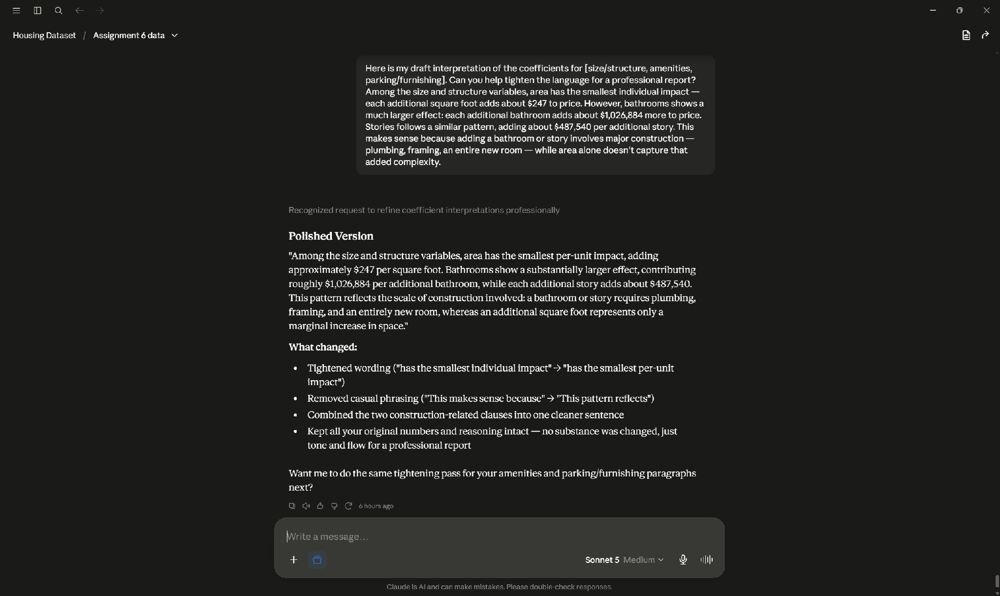 Housing Dataset / Assignment 6 data
Here is my draft interpretation of the coefficients for [size/structure, amenities,
parking/furnishing]. Can you help tighten the language for a professional report?
Among the size and structure variables, area has the smallest individual impact —
each additional square foot adds about $247 to price. However, bathrooms shows a
much larger effect: each additional bathroom adds about $1,026,884 more to price.
Stories follows a similar pattern, adding about $487,540 per additional story. This
makes sense because adding a bathroom or story involves major construction —
plumbing, framing, an entire new room — while area alone doesn't capture that
added complexity.
Recognized request to refine coefficient interpretations professionally
Polished Version
"Among the size and structure variables, area has the smallest per-unit impact, adding
approximately $247 per square foot. Bathrooms show a substantially larger effect, contributing
roughly $1,026,884 per additional bathroom, while each additional story adds about $487,540.
This pattern reflects the scale of construction involved: a bathroom or story requires plumbing,
framing, and an entirely new room, whereas an additional square foot represents only a
marginal increase in space."
What changed:
• Tightened wording ("has the smallest individual impact" → "has the smallest per-unit
impact")
• Removed casual phrasing ("This makes sense because" → "This pattern reflects")
• Combined the two construction-related clauses into one cleaner sentence
• Kept all your original numbers and reasoning intact — no substance was changed, just
tone and flow for a professional report
Want me to do the same tightening pass for your amenities and parking/furnishing paragraphs
next?
6 hours ago
Write a message...
Sonnet 5 Medium
Claude is AI and can make mistakes. Please double-check responses.